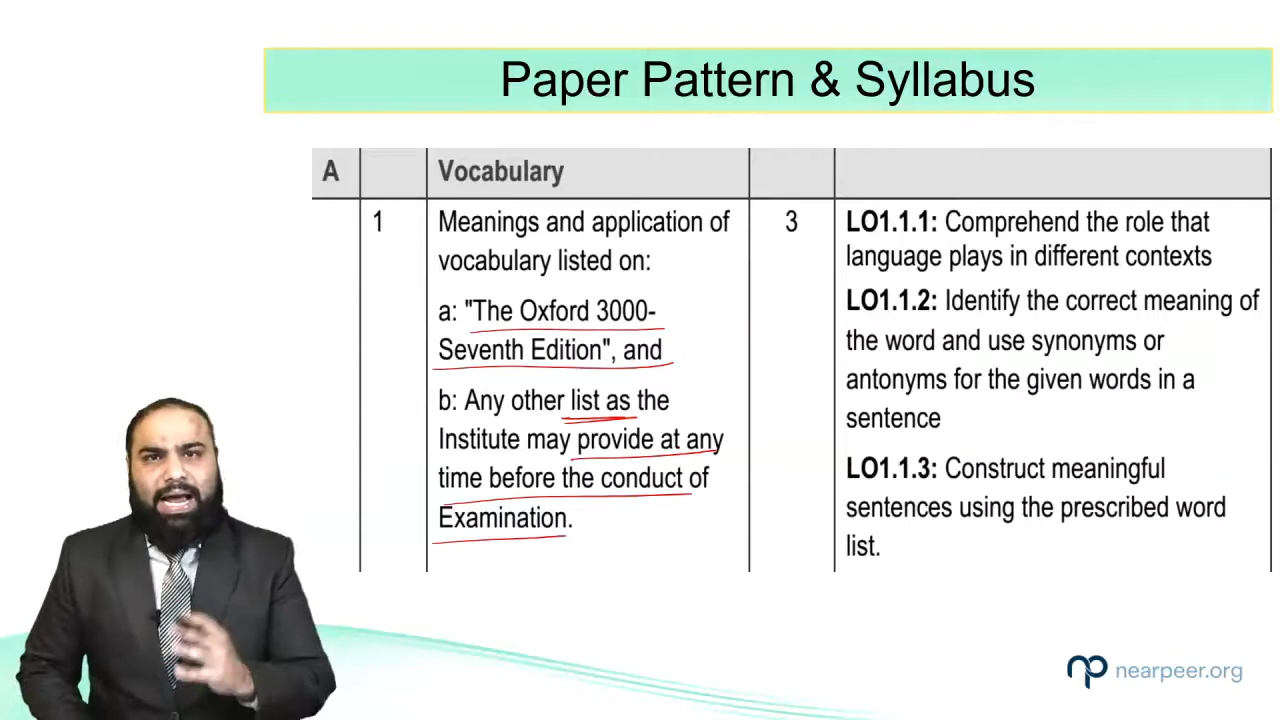 Paper Pattern & Syllabus
A
Vocabulary
1
Meanings and application of
vocabulary listed on:
a: "The Oxford 3000-
Seventh Edition", and
b: Any other list as the
Institute may provide at any
time before the conduct of
Examination.
3
LO1.1.1: Comprehend the role that
language plays in different contexts
LO1.1.2: Identify the correct meaning of
the word and use synonyms or
antonyms for the given words in a
sentence
LO1.1.3: Construct meaningful
sentences using the prescribed word
list.
nearpeer.org